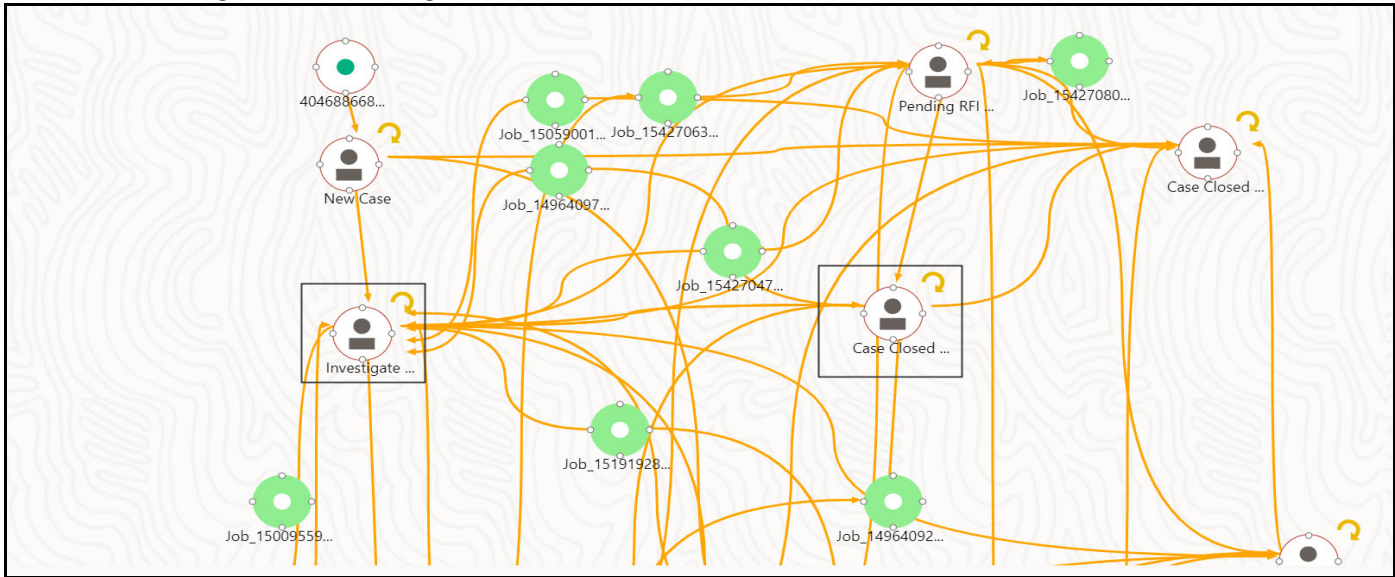 404688668...
Pending RFI ...
Job_15427080...
Job_15059001...
Job_15427063...
New Case
Job_14964097...
Case Closed ...
Job_15427047...
Case Closed ...
Investigate ...
Job_15191928...
Job_15009559...
Job_14964092...